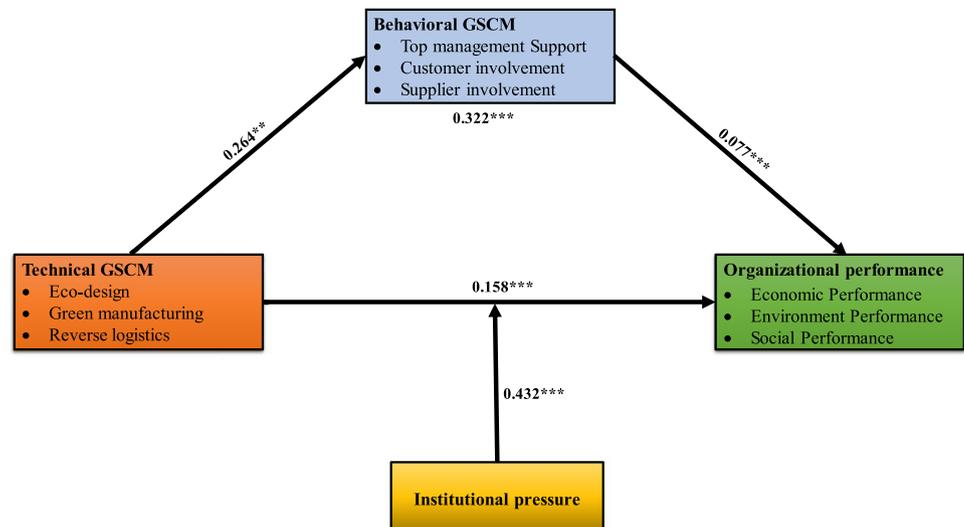 Behavioral GSCM
• Top management Support
• Customer involvement
• Supplier involvement
0.322***
0.264**
0.077***
Technical GSCM
• Eco-design
• Green manufacturing
• Reverse logistics
0.158***
Organizational performance
• Economic Performance
• Environment Performance
• Social Performance
0.432***
Institutional pressure